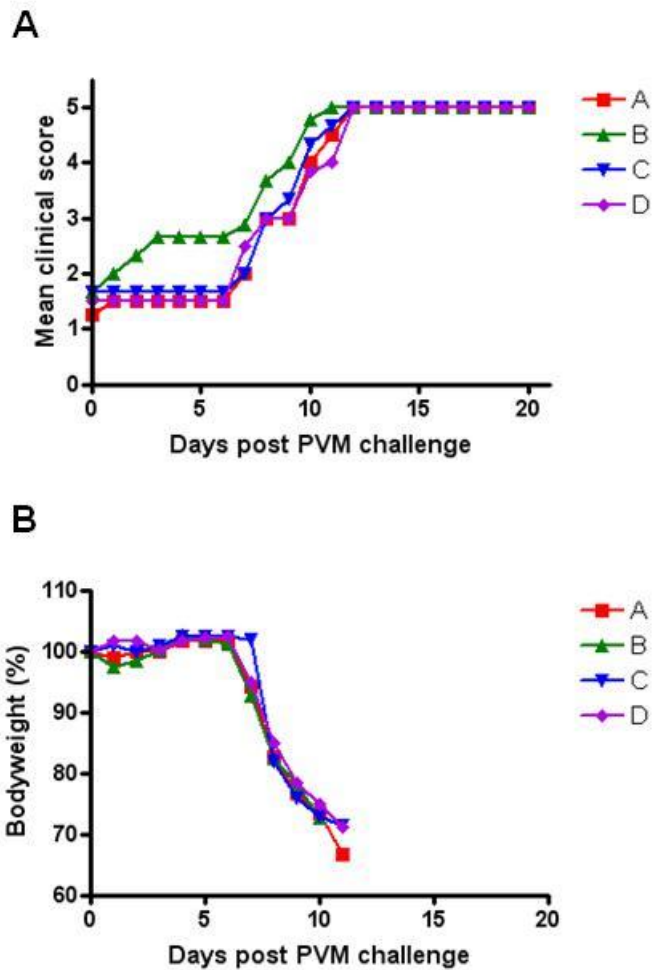 A
Mean clinical score
5
4
3
2
1
0
0 5 10 15 20
Days post PVM challenge
A
B
C
D
B
Bodyweight (%)
110
100
90
80
70
60
0 5 10 15 20
Days post PVM challenge
A
B
C
D